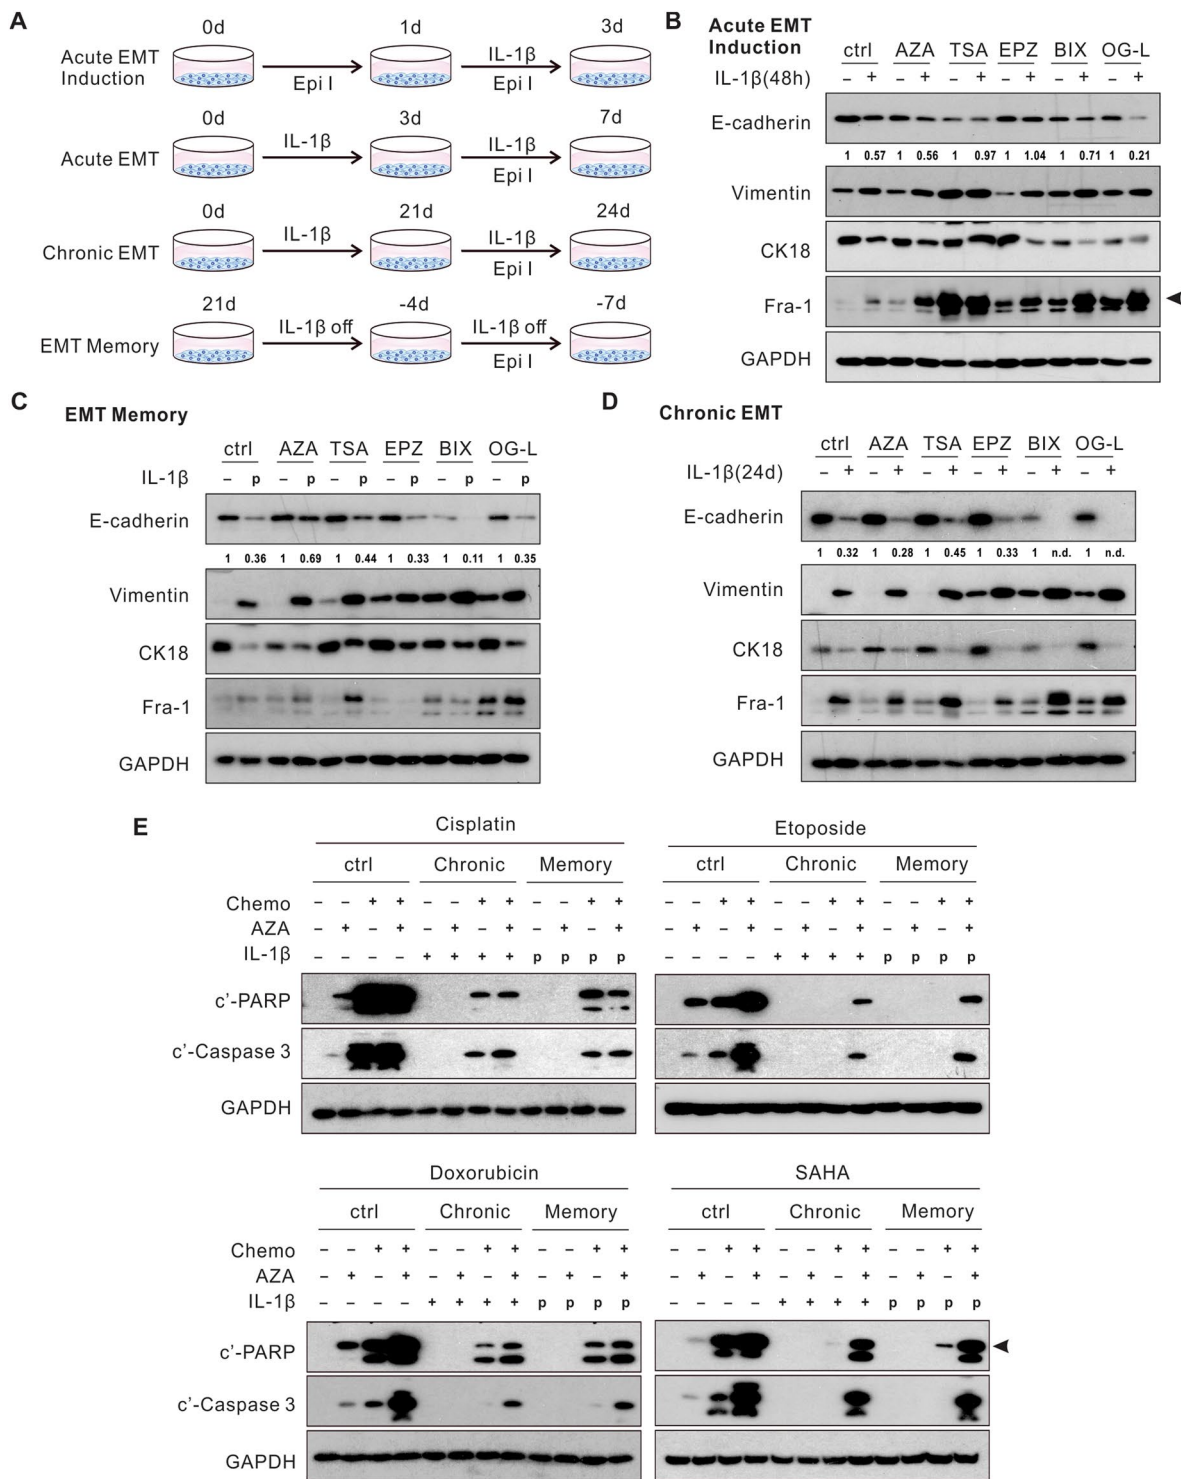 A
0d 1d 3d
Acute EMT Induction Epi I IL-1β Epi I
0d 3d 7d
Acute EMT IL-1β IL-1β Epi I
0d 21d 24d
Chronic EMT IL-1β IL-1β Epi I
21d -4d -7d
EMT Memory IL-1β off IL-1β off Epi I
B Acute EMT
Induction
ctrl AZA TSA EPZ BIX OG-L
IL-1β(48h) – + – + – + – + – + – +
E-cadherin
1 0.57 1 0.56 1 0.97 1 1.04 1 0.71 1 0.21
Vimentin
CK18
Fra-1
GAPDH
C EMT Memory
ctrl AZA TSA EPZ BIX OG-L
IL-1β – p – p – p – p – p – p
E-cadherin
1 0.36 1 0.69 1 0.44 1 0.33 1 0.11 1 0.35
Vimentin
CK18
Fra-1
GAPDH
D Chronic EMT
ctrl AZA TSA EPZ BIX OG-L
IL-1β(24d) – + – + – + – + – + – +
E-cadherin
1 0.32 1 0.28 1 0.45 1 0.33 1 n.d. 1 n.d.
Vimentin
CK18
Fra-1
GAPDH
E
Cisplatin
ctrl Chronic Memory
Chemo – – + + – – + + – – + +
AZA – + – + – + – + – + – +
IL-1β – – – – + + + + p p p p
c'-PARP
c'-Caspase 3
GAPDH
Etoposide
ctrl Chronic Memory
– – + + – – – + – – + +
– + – + – + – + – + – +
– – – – + + + + p p p p
Doxorubicin
ctrl Chronic Memory
Chemo – – + + – – + + – – + +
AZA – + – + – + – + – + – +
IL-1β – – – – + + + + p p p p
c'-PARP
c'-Caspase 3
GAPDH
SAHA
ctrl Chronic Memory
– – + + – – + + – – + +
– + – + – + – + – + – +
– – – – + + + + p p p p